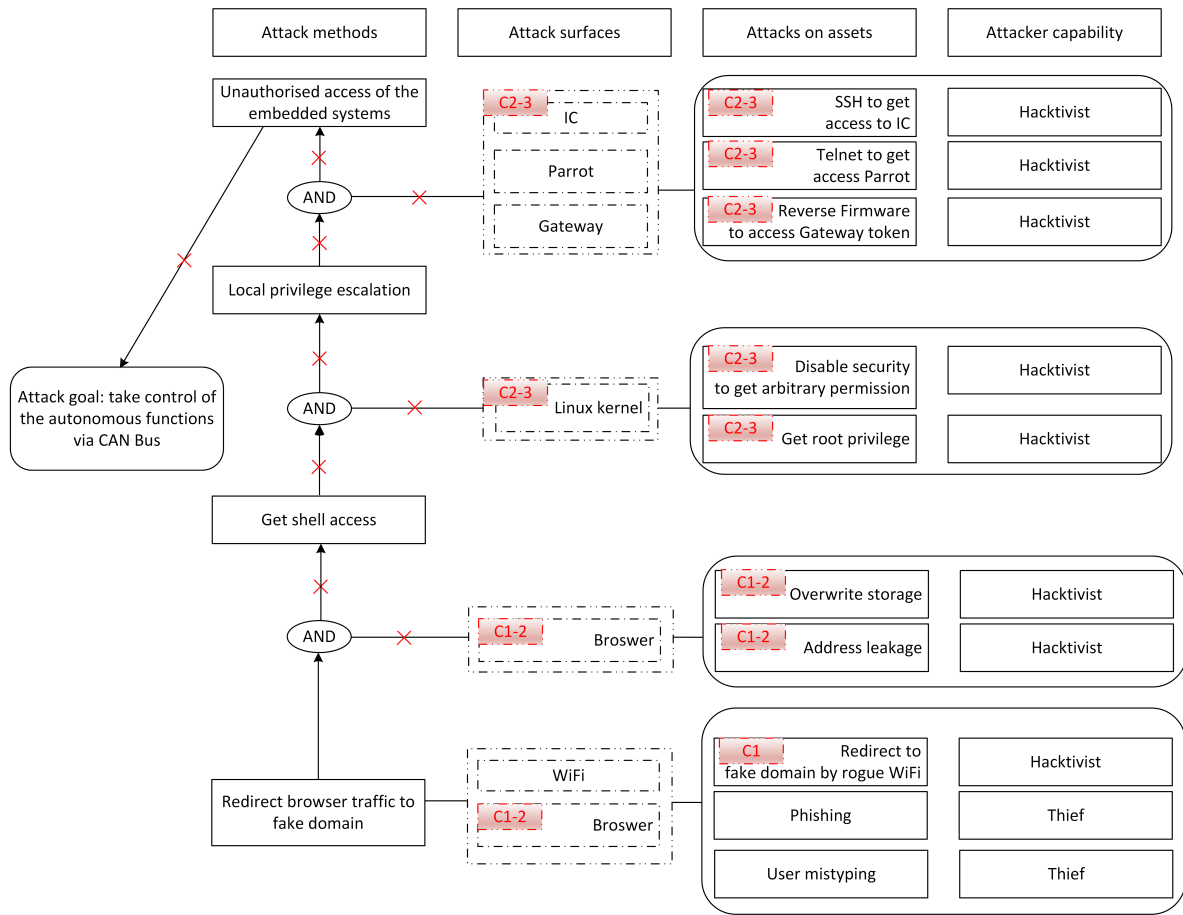 Attack methods
Attack surfaces
Attacks on assets
Attacker capability
Unauthorised access of the
embedded systems
C2-3
IC
Parrot
Gateway
C2-3
SSH to get
access to IC
Hacktivist
C2-3
Telnet to get
access Parrot
Hacktivist
C2-3
Reverse Firmware
to access Gateway token
Hacktivist
AND
Local privilege escalation
Attack goal: take control of
the autonomous functions
via CAN Bus
AND
C2-3
Linux kernel
C2-3
Disable security
to get arbitrary permission
Hacktivist
C2-3
Get root privilege
Hacktivist
Get shell access
AND
C1-2
Broswer
C1-2
Overwrite storage
Hacktivist
C1-2
Address leakage
Hacktivist
Redirect browser traffic to
fake domain
WiFi
C1-2
Broswer
C1
Redirect to
fake domain by rogue WiFi
Hacktivist
Phishing
Thief
User mistyping
Thief